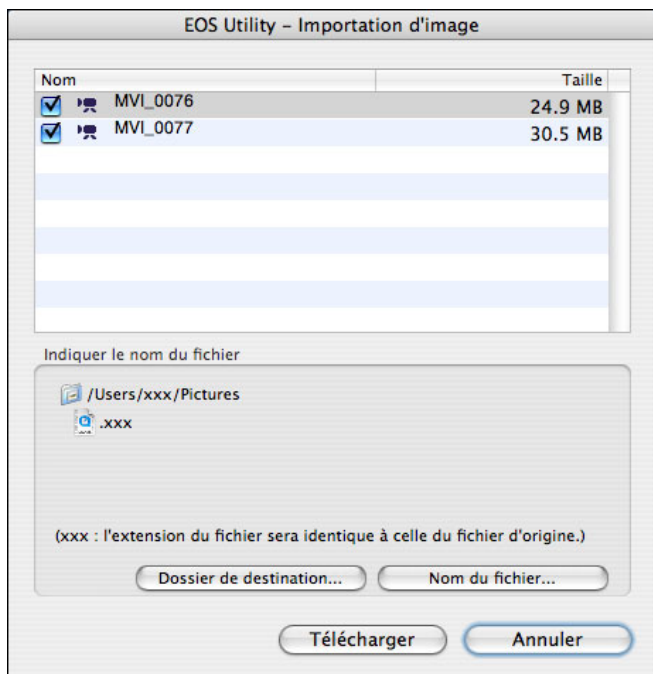 EOS Utility – Importation d'image
Nom Taille
MVI_0076 24.9 MB
MVI_0077 30.5 MB
Indiquer le nom du fichier
/Users/xxx/Pictures
.xxx
(xxx : l'extension du fichier sera identique à celle du fichier d'origine.)
Dossier de destination... Nom du fichier...
Télécharger Annuler